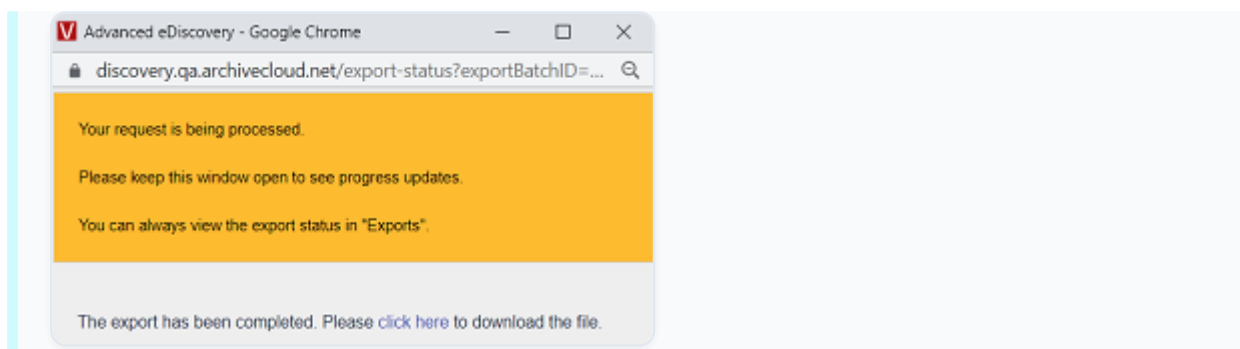 Advanced eDiscovery - Google Chrome
discovery.qa.archivecloud.net/export-status?exportBatchID=...
Your request is being processed.
Please keep this window open to see progress updates.
You can always view the export status in "Exports".
The export has been completed. Please click here to download the file.